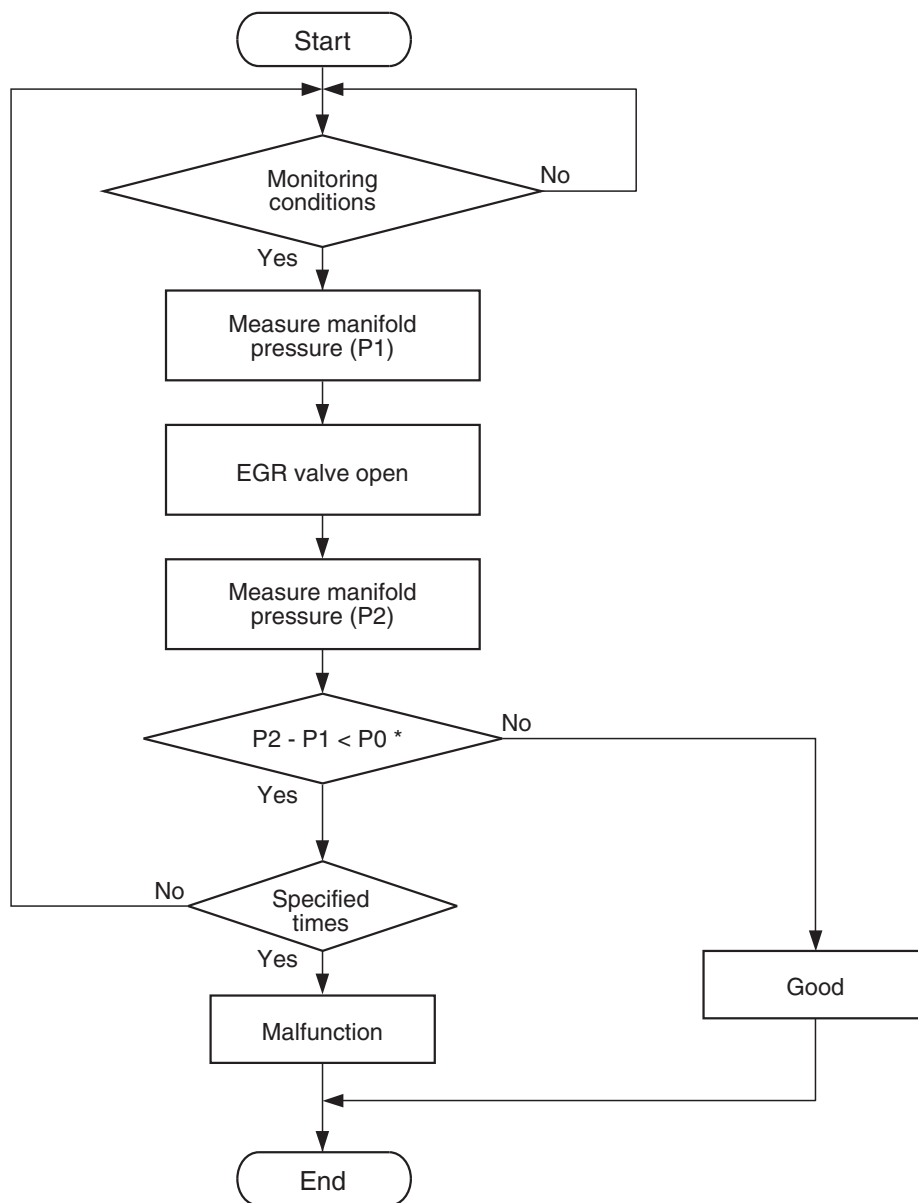 Start
Monitoring
conditions
No
Yes
Measure manifold
pressure (P1)
EGR valve open
Measure manifold
pressure (P2)
P2 - P1 < P0 *
No
Yes
No
Specified
times
Yes
Good
Malfunction
End